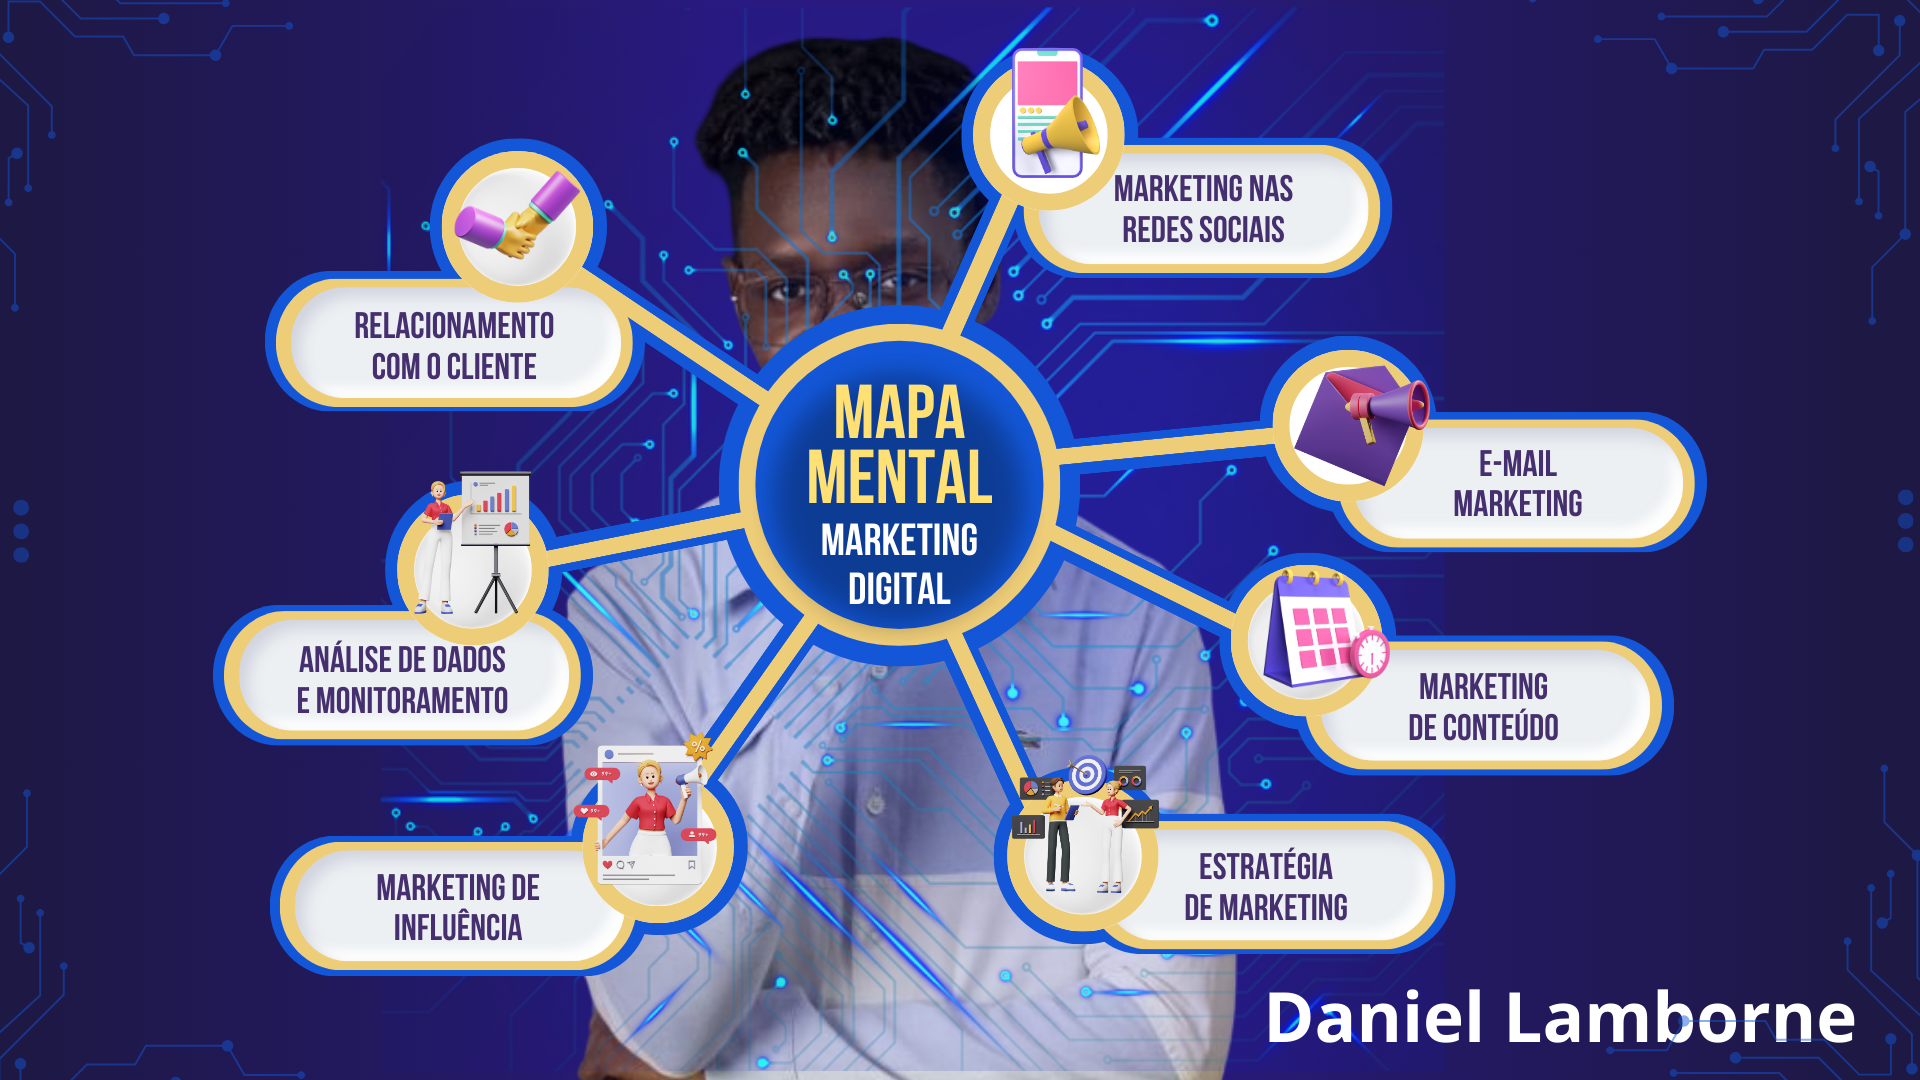 MAPA
MENTAL
MARKETING
DIGITAL
MARKETING NAS
REDES SOCIAIS
E-MAIL
MARKETING
MARKETING
DE CONTEÚDO
ESTRATÉGIA
DE MARKETING
MARKETING DE
INFLUÊNCIA
ANÁLISE DE DADOS
E MONITORAMENTO
RELACIONAMENTO
COM O CLIENTE
Daniel Lamborne